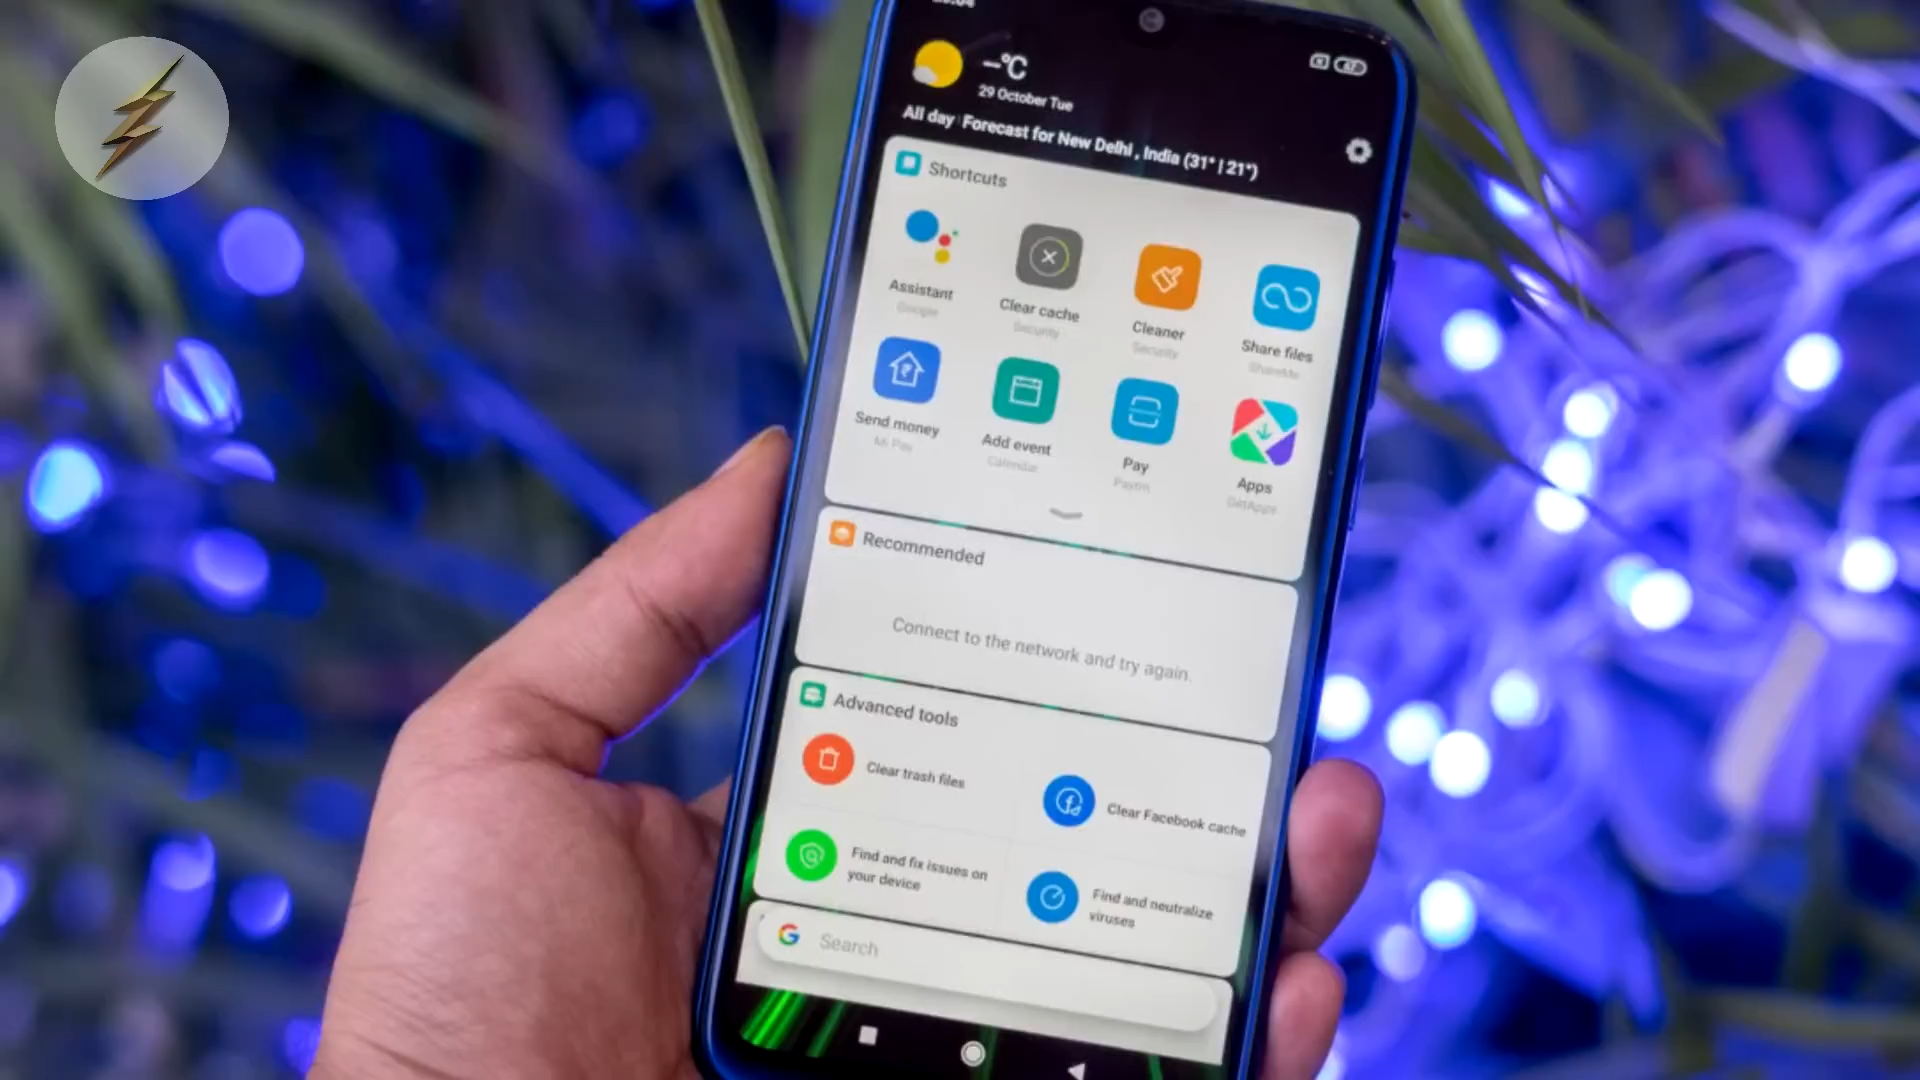 –°C
29 October Tue
All day Forecast for New Delhi , India (31° | 21°)
Shortcuts
Assistant
Google
Clear cache
Security
Cleaner
Security
Share files
ShareMe
Send money
Mi Pay
Add event
Calendar
Pay
Paytm
Apps
GetApps
Recommended
Connect to the network and try again.
Advanced tools
Clear trash files
Clear Facebook cache
Find and fix issues on
your device
Find and neutralize
viruses
G Search